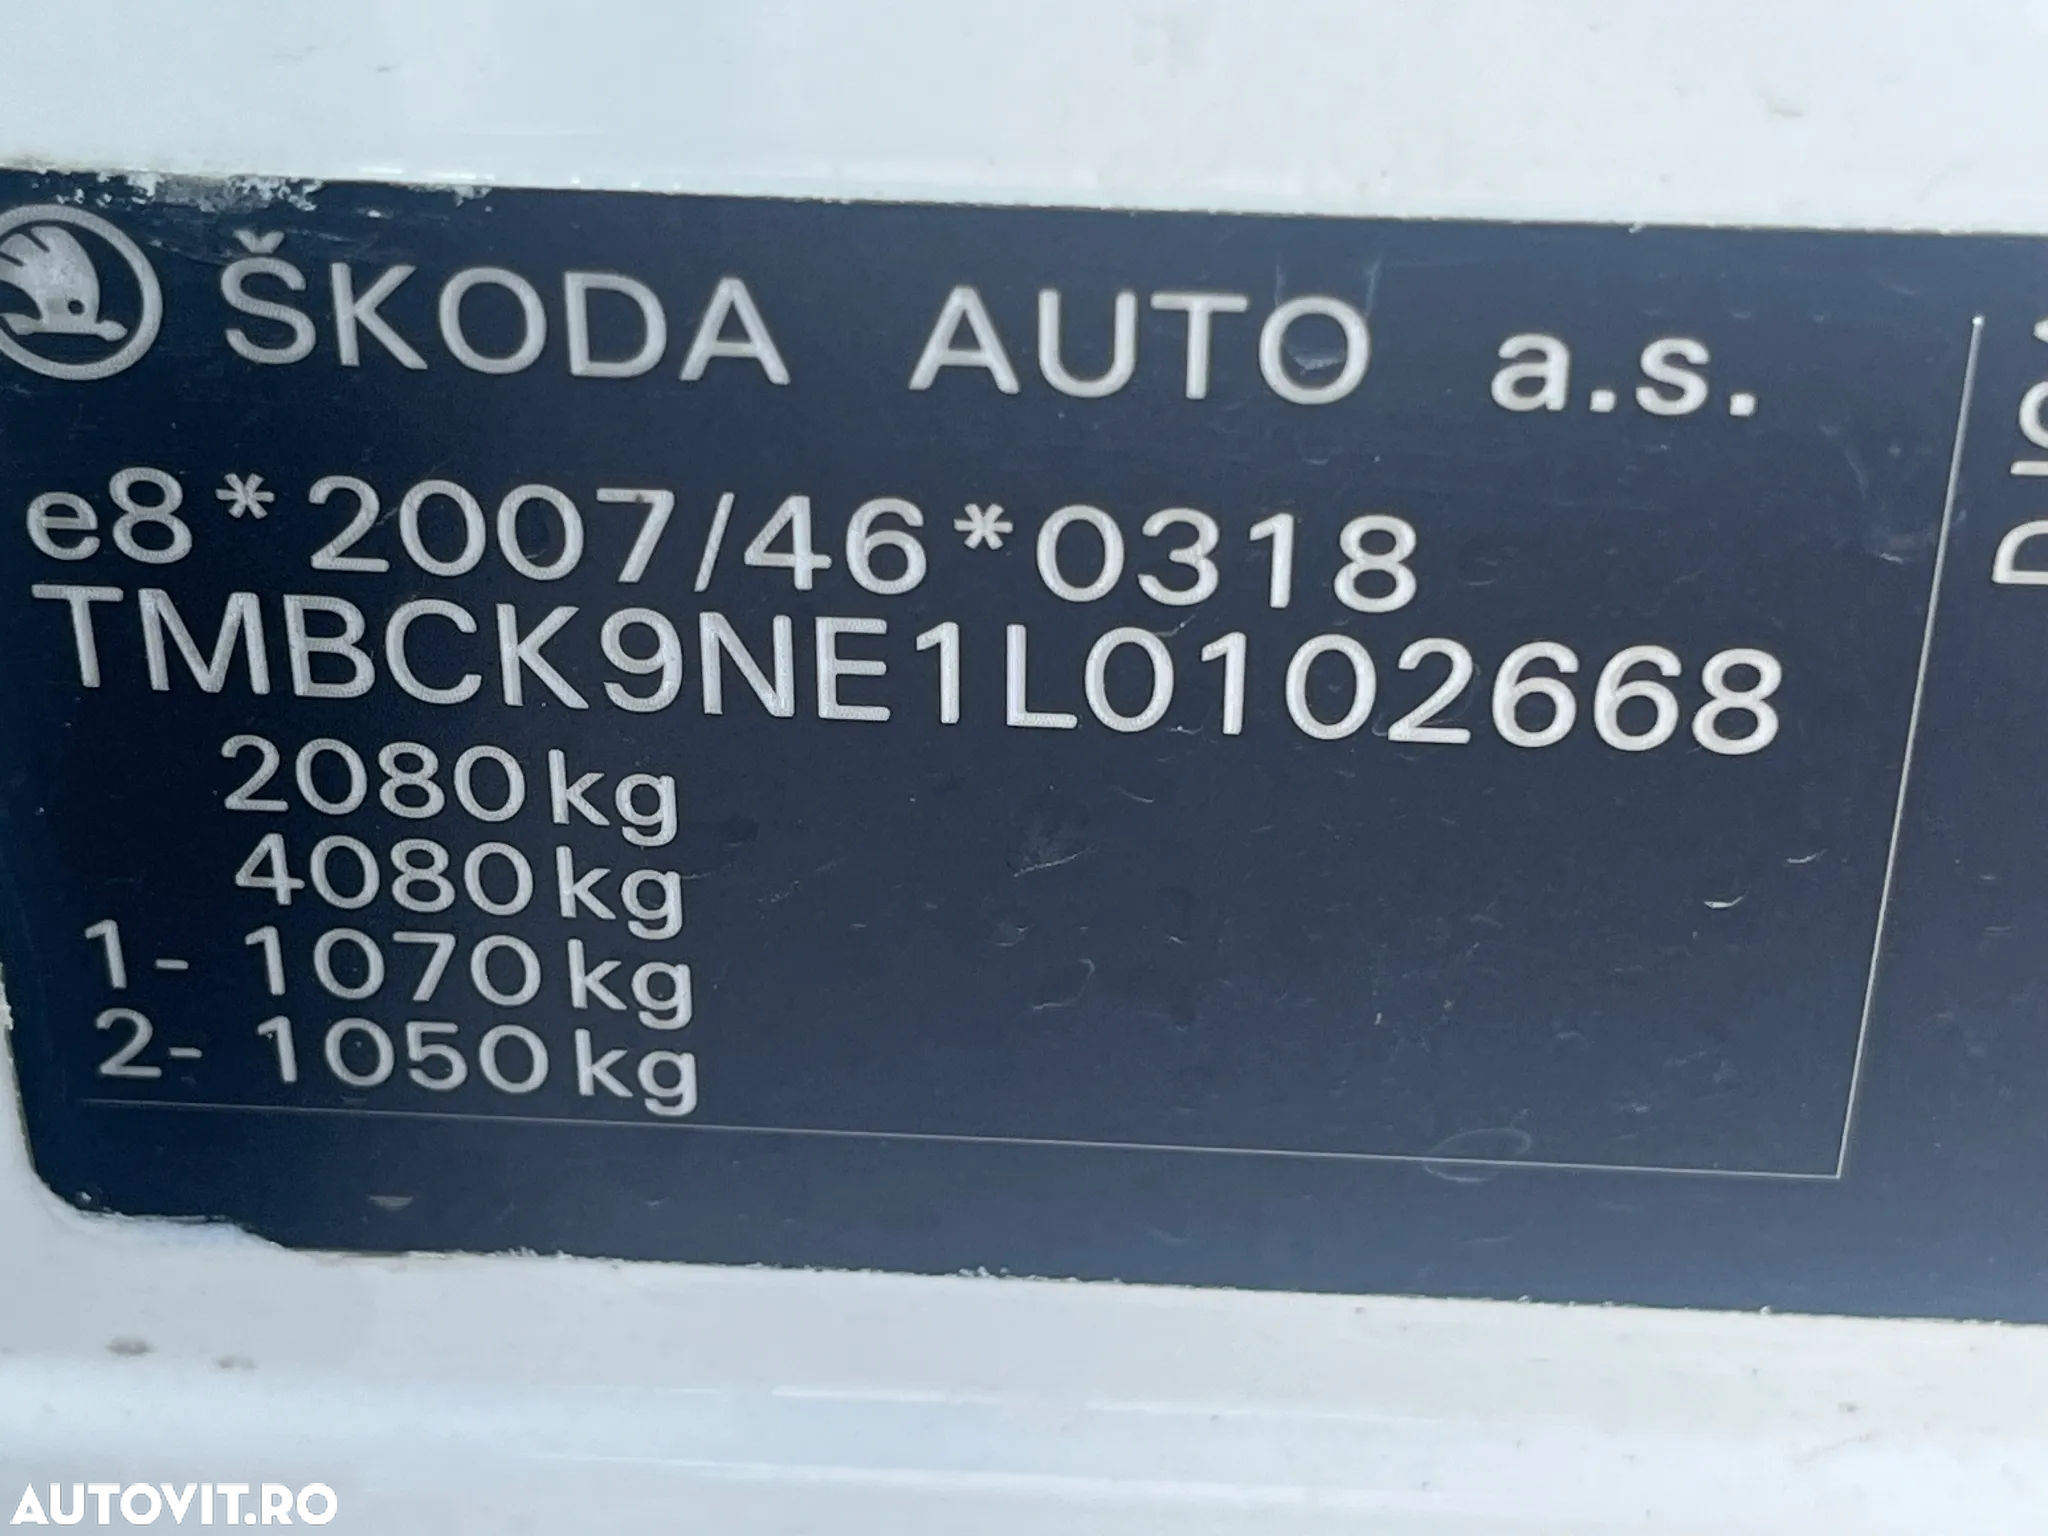 ŠKODA AUTO a.s.
e8*2007/46*0318
TMBCK9NE1L0102668
2080kg
4080kg
1- 1070kg
2- 1050kg
AUTOVIT.RO